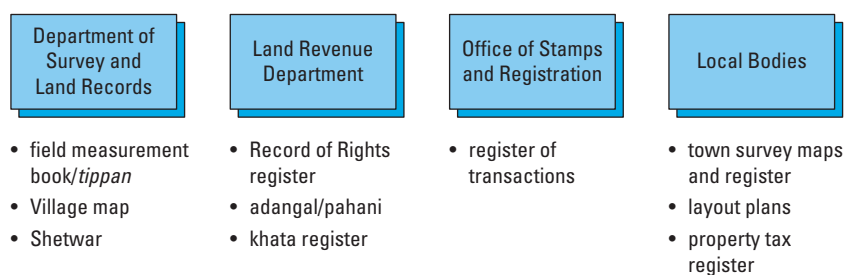 Department of
Survey and
Land Records
• field measurement
book/tippan
• Village map
• Shetwar
Land Revenue
Department
• Record of Rights
register
• adangal/pahani
• khata register
Office of Stamps
and Registration
• register of
transactions
Local Bodies
• town survey maps
and register
• layout plans
• property tax
register